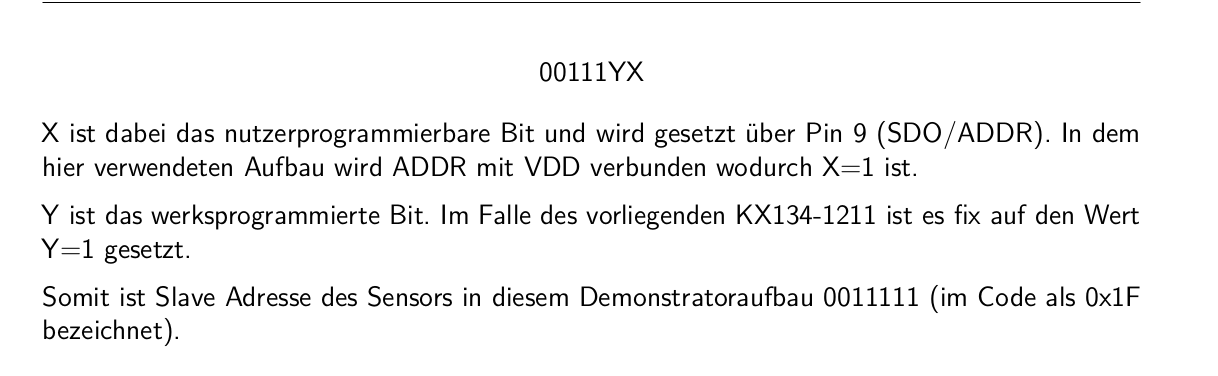 00111YX
X ist dabei das nutzerprogrammierbare Bit und wird gesetzt über Pin 9 (SDO/ADDR). In dem
hier verwendeten Aufbau wird ADDR mit VDD verbunden wodurch X=1 ist.
Y ist das werksprogrammierte Bit. Im Falle des vorliegenden KX134-1211 ist es fix auf den Wert
Y=1 gesetzt.
Somit ist Slave Adresse des Sensors in diesem Demonstratoraufbau 0011111 (im Code als 0x1F
bezeichnet).